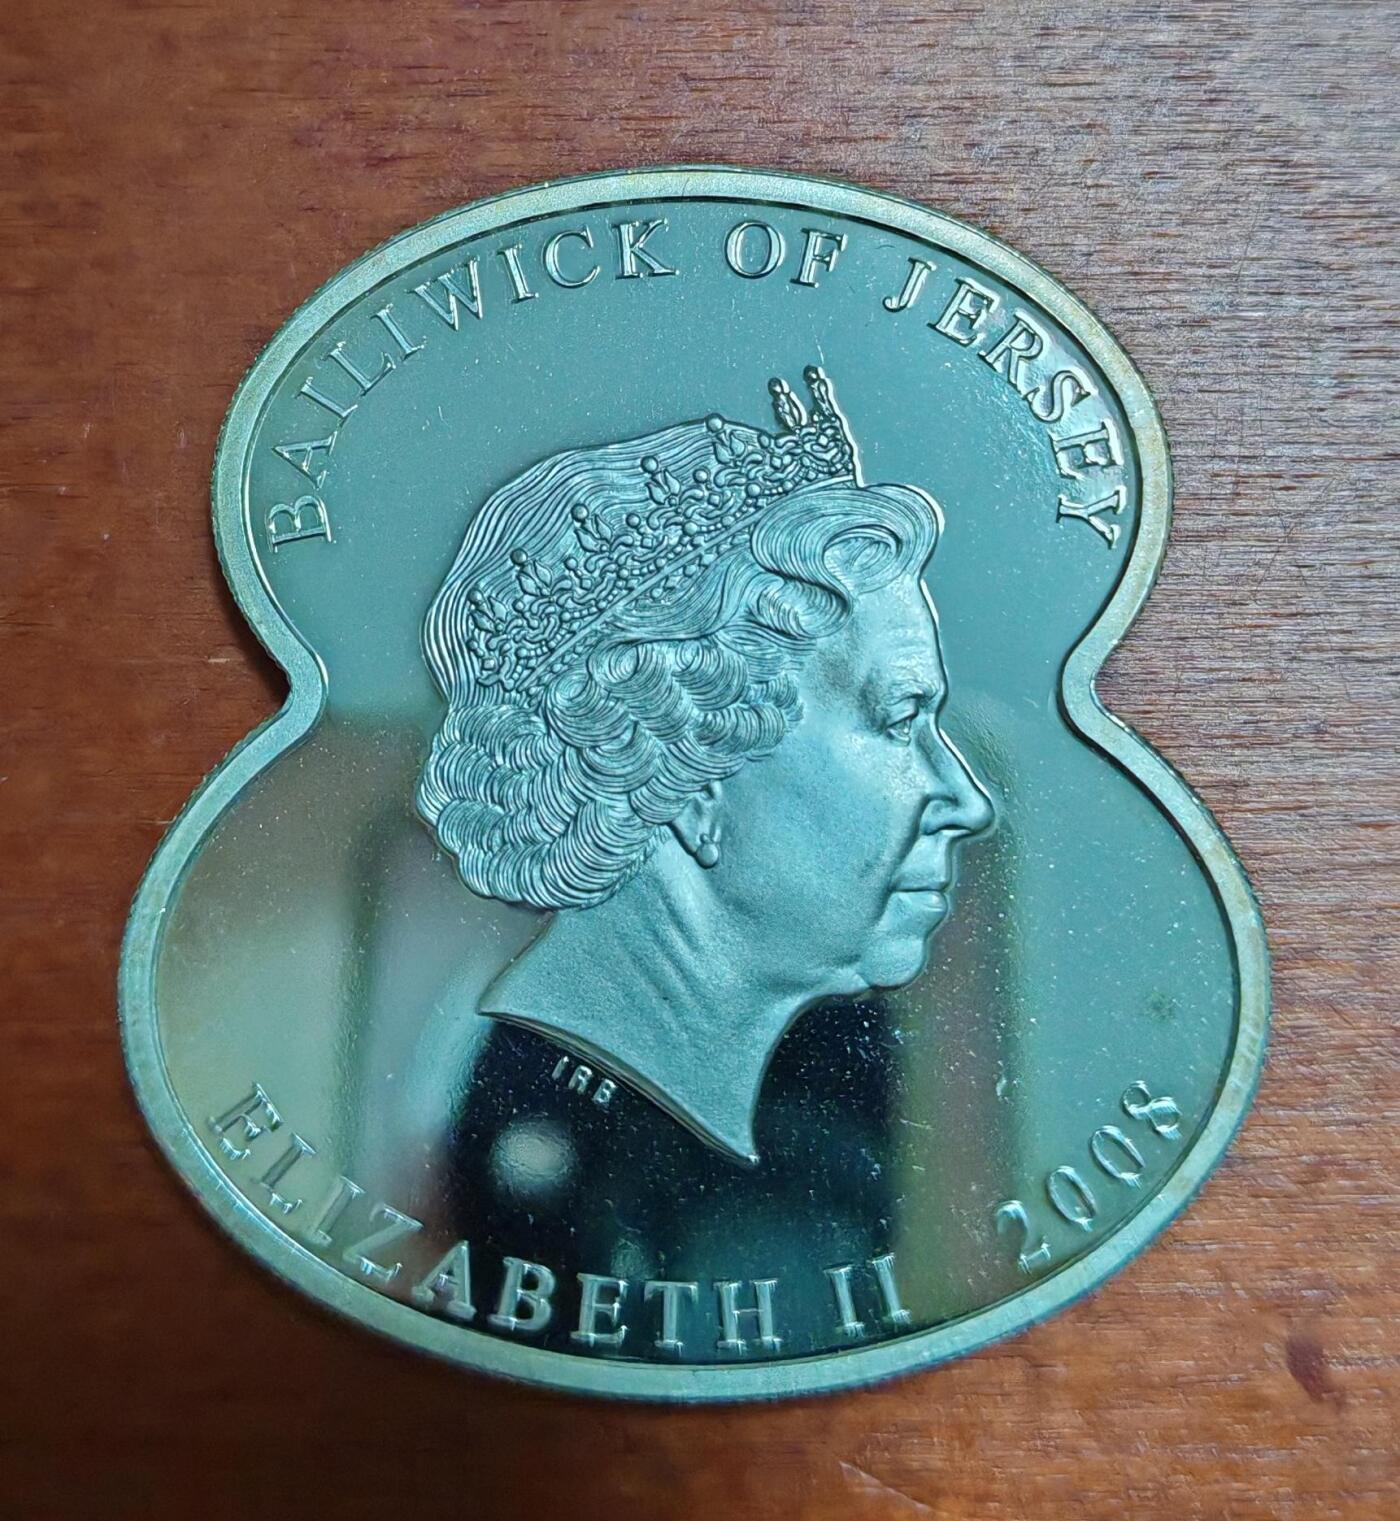 BAILIWICK OF JERSEY
IRB
ELIZABETH II 2008